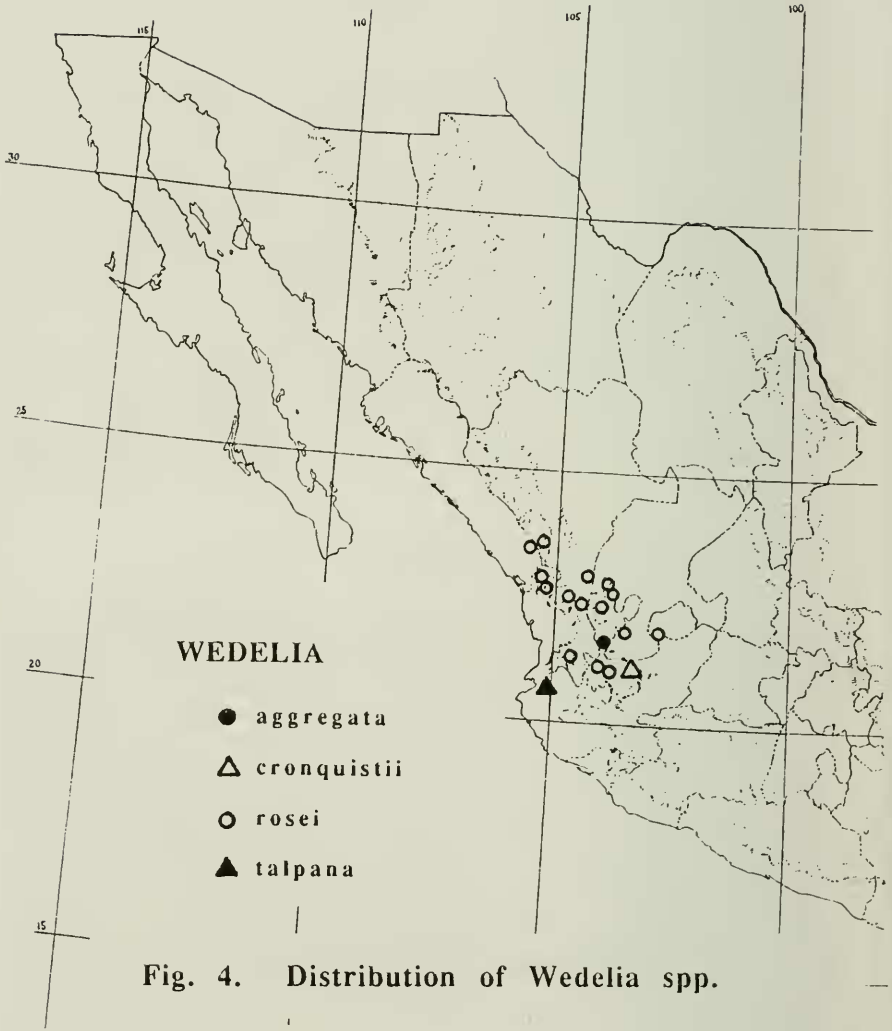 115
110
105
100
30
25
20
15
WEDELIA
aggregata
cronquistii
rosei
talpana
Fig. 4. Distribution of Wedelia spp.